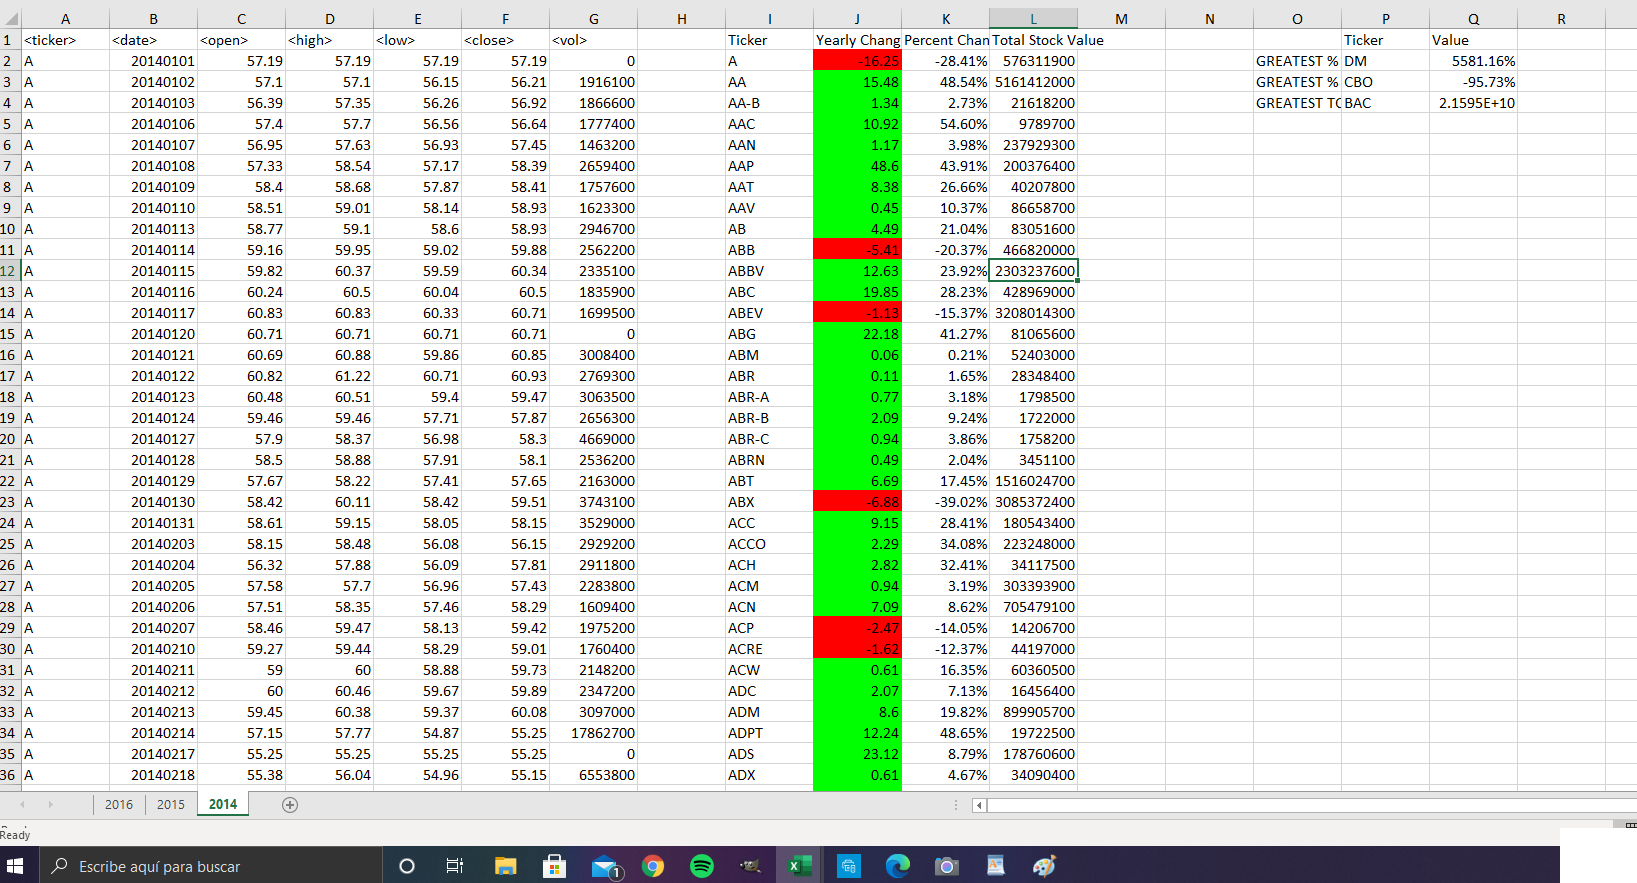 A B C D E F G H I J K L M N O P Q R
1 <ticker> <date> <open> <high> <low> <close> <vol> Ticker Yearly Chang Percent Chan Total Stock Value Ticker Value
2 A 20140101 57.19 57.19 57.19 57.19 0 A -16.25 -28.41% 576311900 GREATEST % DM 5581.16%
3 A 20140102 57.1 57.1 56.15 56.21 1916100 AA 15.48 48.54% 5161412000 GREATEST % CBO -95.73%
4 A 20140103 56.39 57.35 56.26 56.92 1866600 AA-B 1.34 2.73% 21618200 GREATEST TC BAC 2.1595E+10
5 A 20140106 57.4 57.7 56.56 56.64 1777400 AAC 10.92 54.60% 9789700
6 A 20140107 56.95 57.63 56.93 57.45 1463200 AAN 1.17 3.98% 237929300
7 A 20140108 57.33 58.54 57.17 58.39 2659400 AAP 48.6 43.91% 200376400
8 A 20140109 58.4 58.68 57.87 58.41 1757600 AAT 8.38 26.66% 40207800
9 A 20140110 58.51 59.01 58.14 58.93 1623300 AAV 0.45 10.37% 86658700
10 A 20140113 58.77 59.1 58.6 58.93 2946700 AB 4.49 21.04% 83051600
11 A 20140114 59.16 59.95 59.02 59.88 2562200 ABB -5.41 -20.37% 466820000
12 A 20140115 59.82 60.37 59.59 60.34 2335100 ABBV 12.63 23.92% 2303237600
13 A 20140116 60.24 60.5 60.04 60.5 1835900 ABC 19.85 28.23% 428969000
14 A 20140117 60.83 60.83 60.33 60.71 1699500 ABEV -1.13 -15.37% 3208014300
15 A 20140120 60.71 60.71 60.71 60.71 0 ABG 22.18 41.27% 81065600
16 A 20140121 60.69 60.88 59.86 60.85 3008400 ABM 0.06 0.21% 52403000
17 A 20140122 60.82 61.22 60.71 60.93 2769300 ABR 0.11 1.65% 28348400
18 A 20140123 60.48 60.51 59.4 59.47 3063500 ABR-A 0.77 3.18% 1798500
19 A 20140124 59.46 59.46 57.71 57.87 2656300 ABR-B 2.09 9.24% 1722000
20 A 20140127 57.9 58.37 56.98 58.3 4669000 ABR-C 0.94 3.86% 1758200
21 A 20140128 58.5 58.88 57.91 58.1 2536200 ABRN 0.49 2.04% 3451100
22 A 20140129 57.67 58.22 57.41 57.65 2163000 ABT 6.69 17.45% 1516024700
23 A 20140130 58.42 60.11 58.42 59.51 3743100 ABX -6.88 -39.02% 3085372400
24 A 20140131 58.61 59.15 58.05 58.15 3529000 ACC 9.15 28.41% 180543400
25 A 20140203 58.15 58.48 56.08 56.15 2929200 ACCO 2.29 34.08% 223248000
26 A 20140204 56.32 57.88 56.09 57.81 2911800 ACH 2.82 32.41% 34117500
27 A 20140205 57.58 57.7 56.96 57.43 2283800 ACM 0.94 3.19% 303393900
28 A 20140206 57.51 58.35 57.46 58.29 1609400 ACN 7.09 8.62% 705479100
29 A 20140207 58.46 59.47 58.13 59.42 1975200 ACP -2.47 -14.05% 14206700
30 A 20140210 59.27 59.44 58.29 59.01 1760400 ACRE -1.62 -12.37% 44197000
31 A 20140211 59 60 58.88 59.73 2148200 ACW 0.61 16.35% 60360500
32 A 20140212 60 60.46 59.67 59.89 2347200 ADC 2.07 7.13% 16456400
33 A 20140213 59.45 60.38 59.37 60.08 3097000 ADM 8.6 19.82% 899905700
34 A 20140214 57.15 57.77 54.87 55.25 17862700 ADPT 12.24 48.65% 19722500
35 A 20140217 55.25 55.25 55.25 55.25 0 ADS 23.12 8.79% 178760600
36 A 20140218 55.38 56.04 54.96 55.15 6553800 ADX 0.61 4.67% 34090400
2016 2015 2014
Ready
Escribe aquí para buscar 1